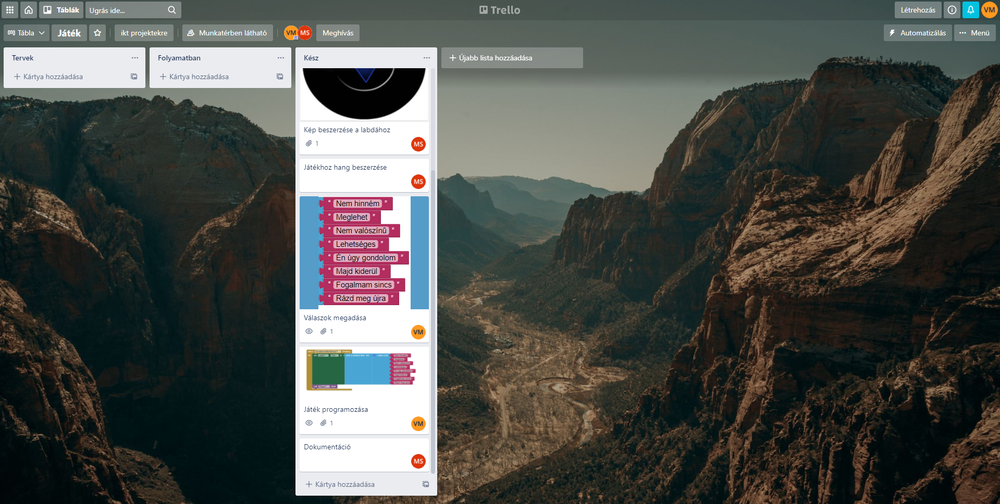 Táblák
Ugrás ide...
Trello
Létrehozás
VM
Tábla
Játék
ikt projektekre
Munkatérben látható
VM
MS
Meghívás
Automatizálás
Menü
Tervek
Kártya hozzáadása
Folyamatban
Kártya hozzáadása
Kész
Kép beszerzése a labdához
1
MS
Játékhoz hang beszerzése
MS
“ Nem hinném ”
“ Meglehet ”
“ Nem valószínű ”
“ Lehetséges ”
“ Én úgy gondolom ”
“ Majd kiderül ”
“ Fogalmam sincs ”
“ Rázd meg újra ”
Válaszok megadása
1
VM
Játék programozása
1
VM
Dokumentáció
MS
Kártya hozzáadása
Újabb lista hozzáadása